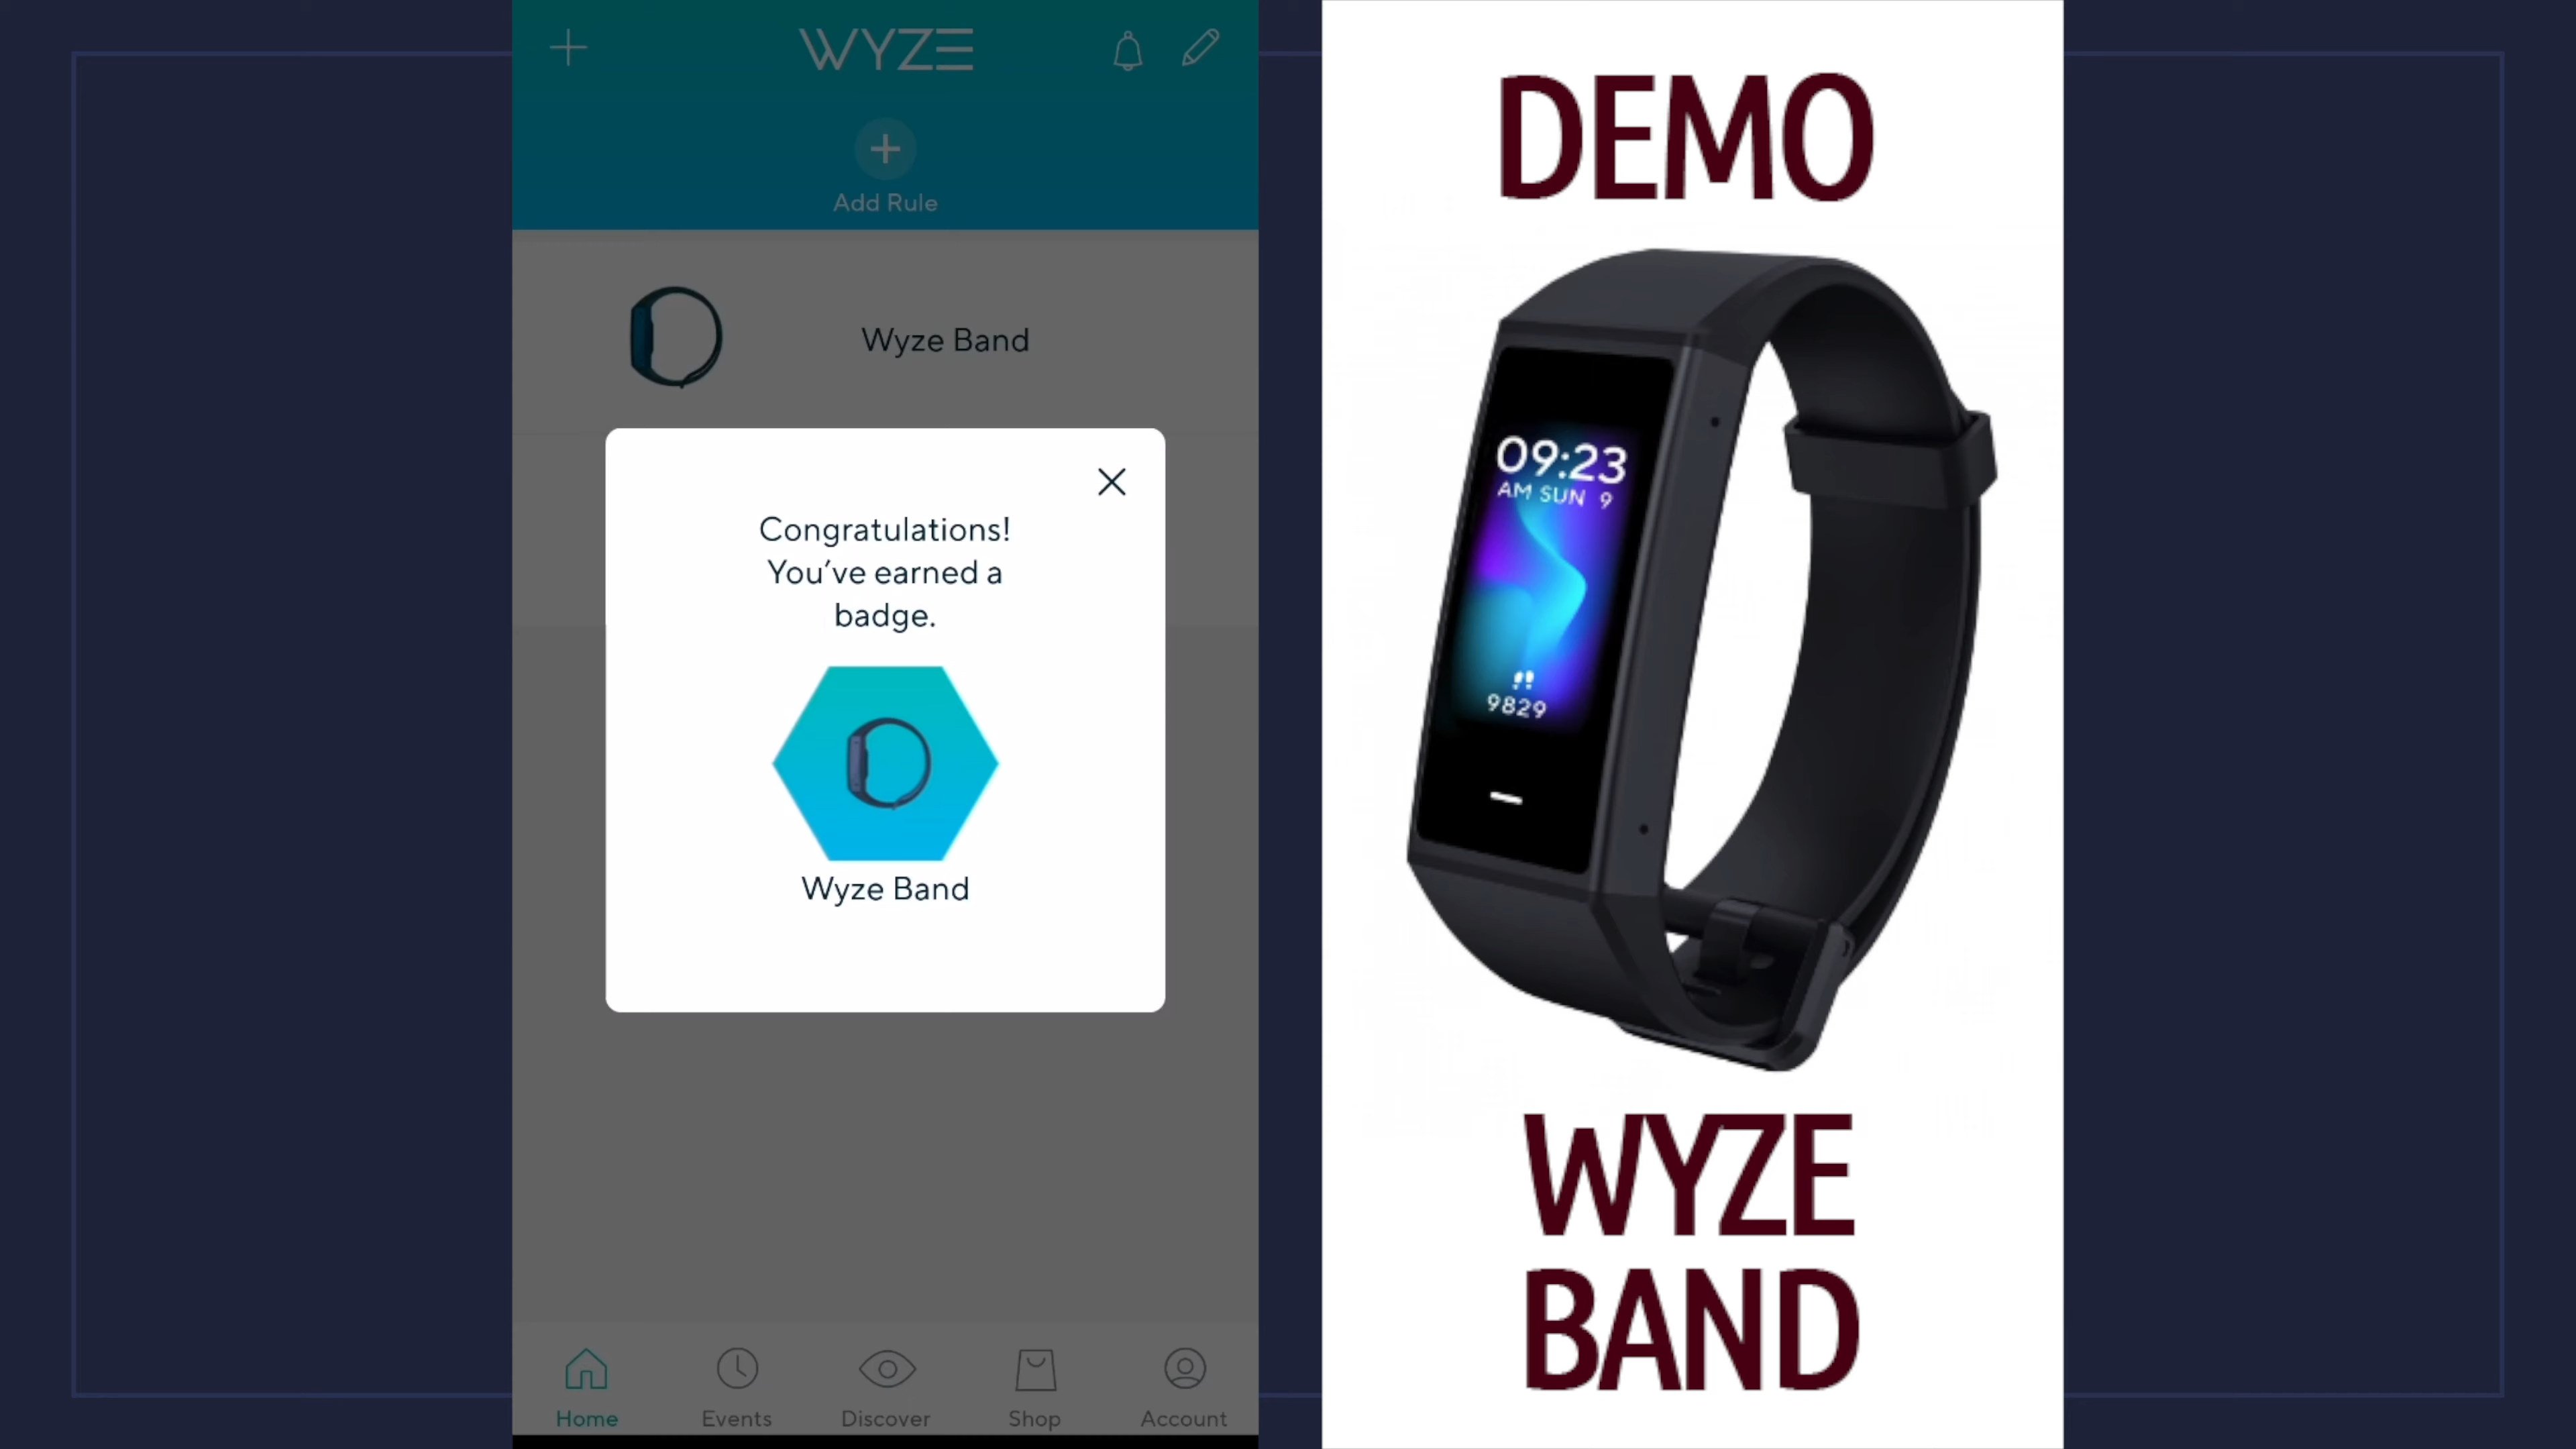 WYZE
Add Rule
Wyze Band
Congratulations!
You've earned a
badge.
Wyze Band
Home
Events
Discover
Shop
Account
DEMO
09:23
AM SUN 9
9829
WYZE
BAND